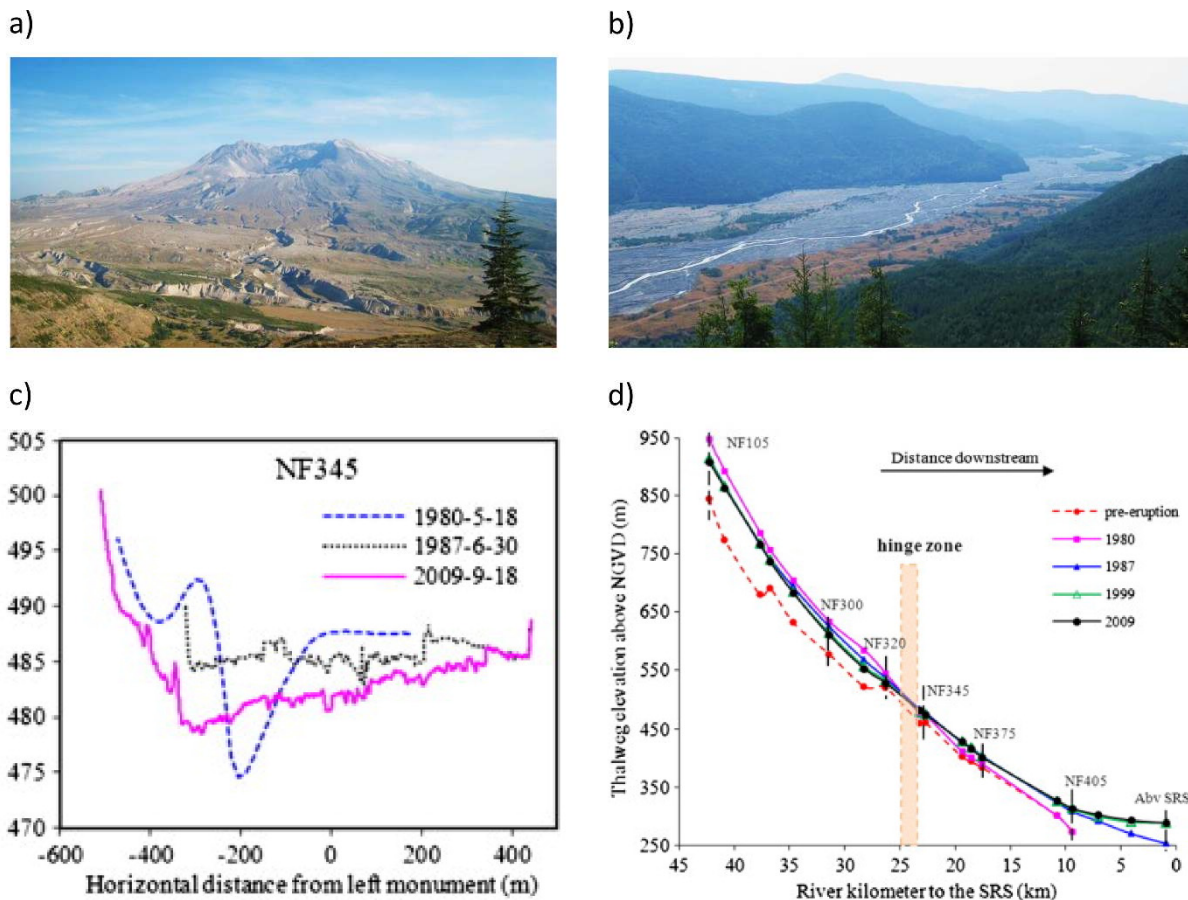 a)
b)
c)
d)
505
500
495
490
485
480
475
470
NF345
1980-5-18
1987-6-30
2009-9-18
-600
-400
-200
0
200
400
Horizontal distance from left monument (m)
Thalweg elevation above NGVD (m)
950
850
750
650
550
450
350
250
NF105
Distance downstream
hinge zone
pre-eruption
1980
1987
1999
2009
NF300
NF320
NF345
NF375
NF405
Abv SRS
45
40
35
30
25
20
15
10
5
0
River kilometer to the SRS (km)